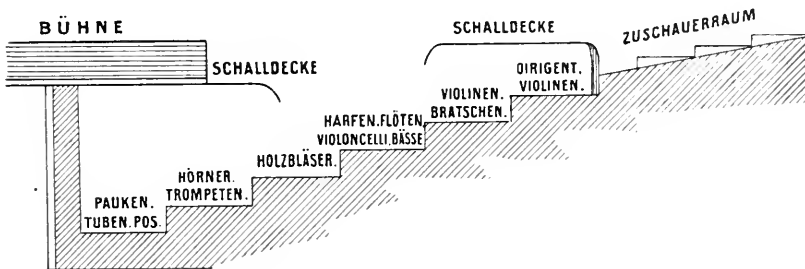 BÜHNE
SCHALLDECKE
SCHALLDECKE
ZUSCHAUERRAUM
DIRIGENT,
VIOLINEN.
VIOLINEN.
BRATSCHEN.
HARFEN.FLÖTEN,
VIOLONCELLI,BÄSSE
HOLZBLÄSER.
HÖRNER.
TROMPETEN.
PAUKEN.
TUBEN.POS.